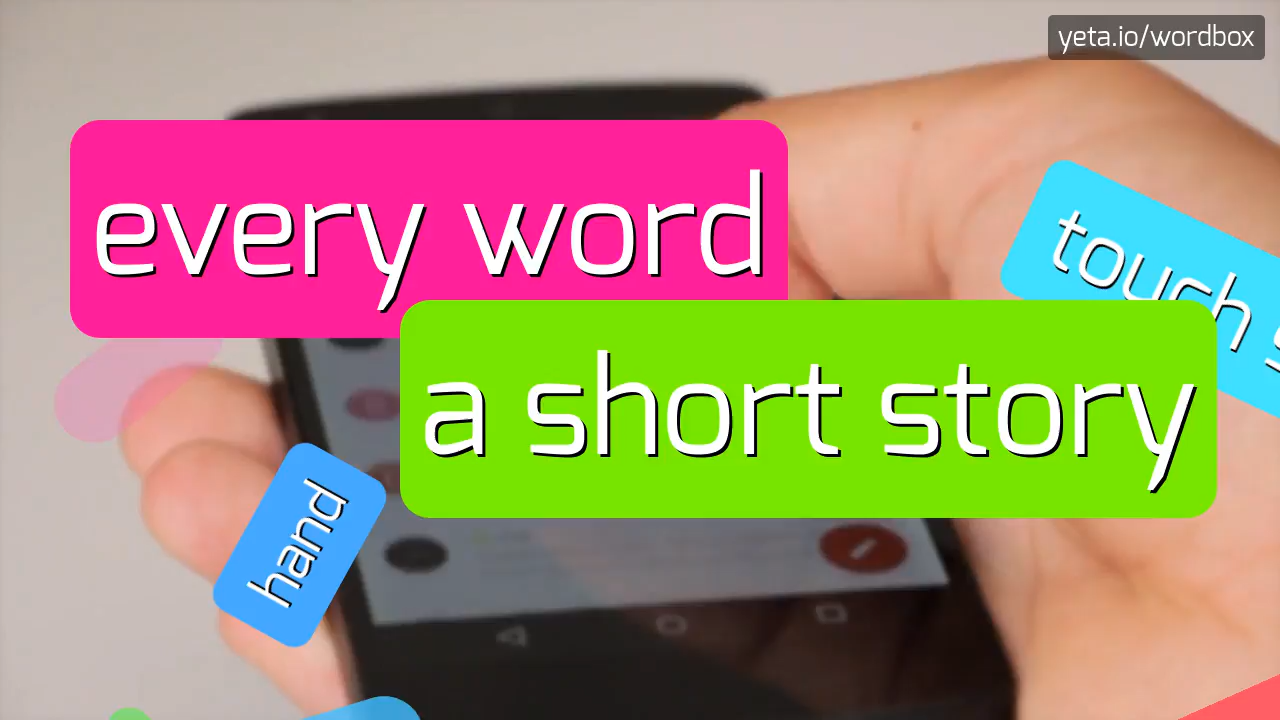 yeta.io/wordbox
every word
touch
a short story
hand